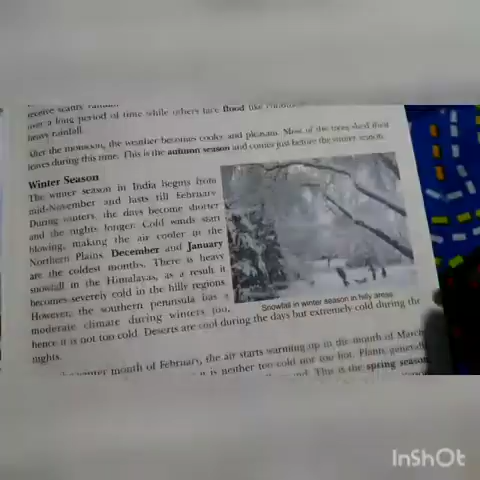 over a long period of time while others face flood like
heavy rainfall.
After the monsoon, the weather becomes cooler and pleasant. Most of the trees shed their
leaves during this time. This is the autumn season and comes just before the winter season.
Winter Season
The winter season in India begins from
mid-November and lasts till February.
During winters, the days become shorter
and the nights longer. Cold winds start
blowing, making the air cooler in the
Northern Plains. December and January
are the coldest months. There is heavy
snowfall in the Himalayas, as a result it
becomes severely cold in the hilly regions.
However, the southern peninsula has a
moderate climate during winters too,
hence it is not too cold. Deserts are cool during the days but extremely cold during the
nights.
Snowfall in winter season in hilly areas
month of February, the air starts warming up in the month of March
it is neither too cold nor too hot. Plants generally
This is the spring season
InShOt